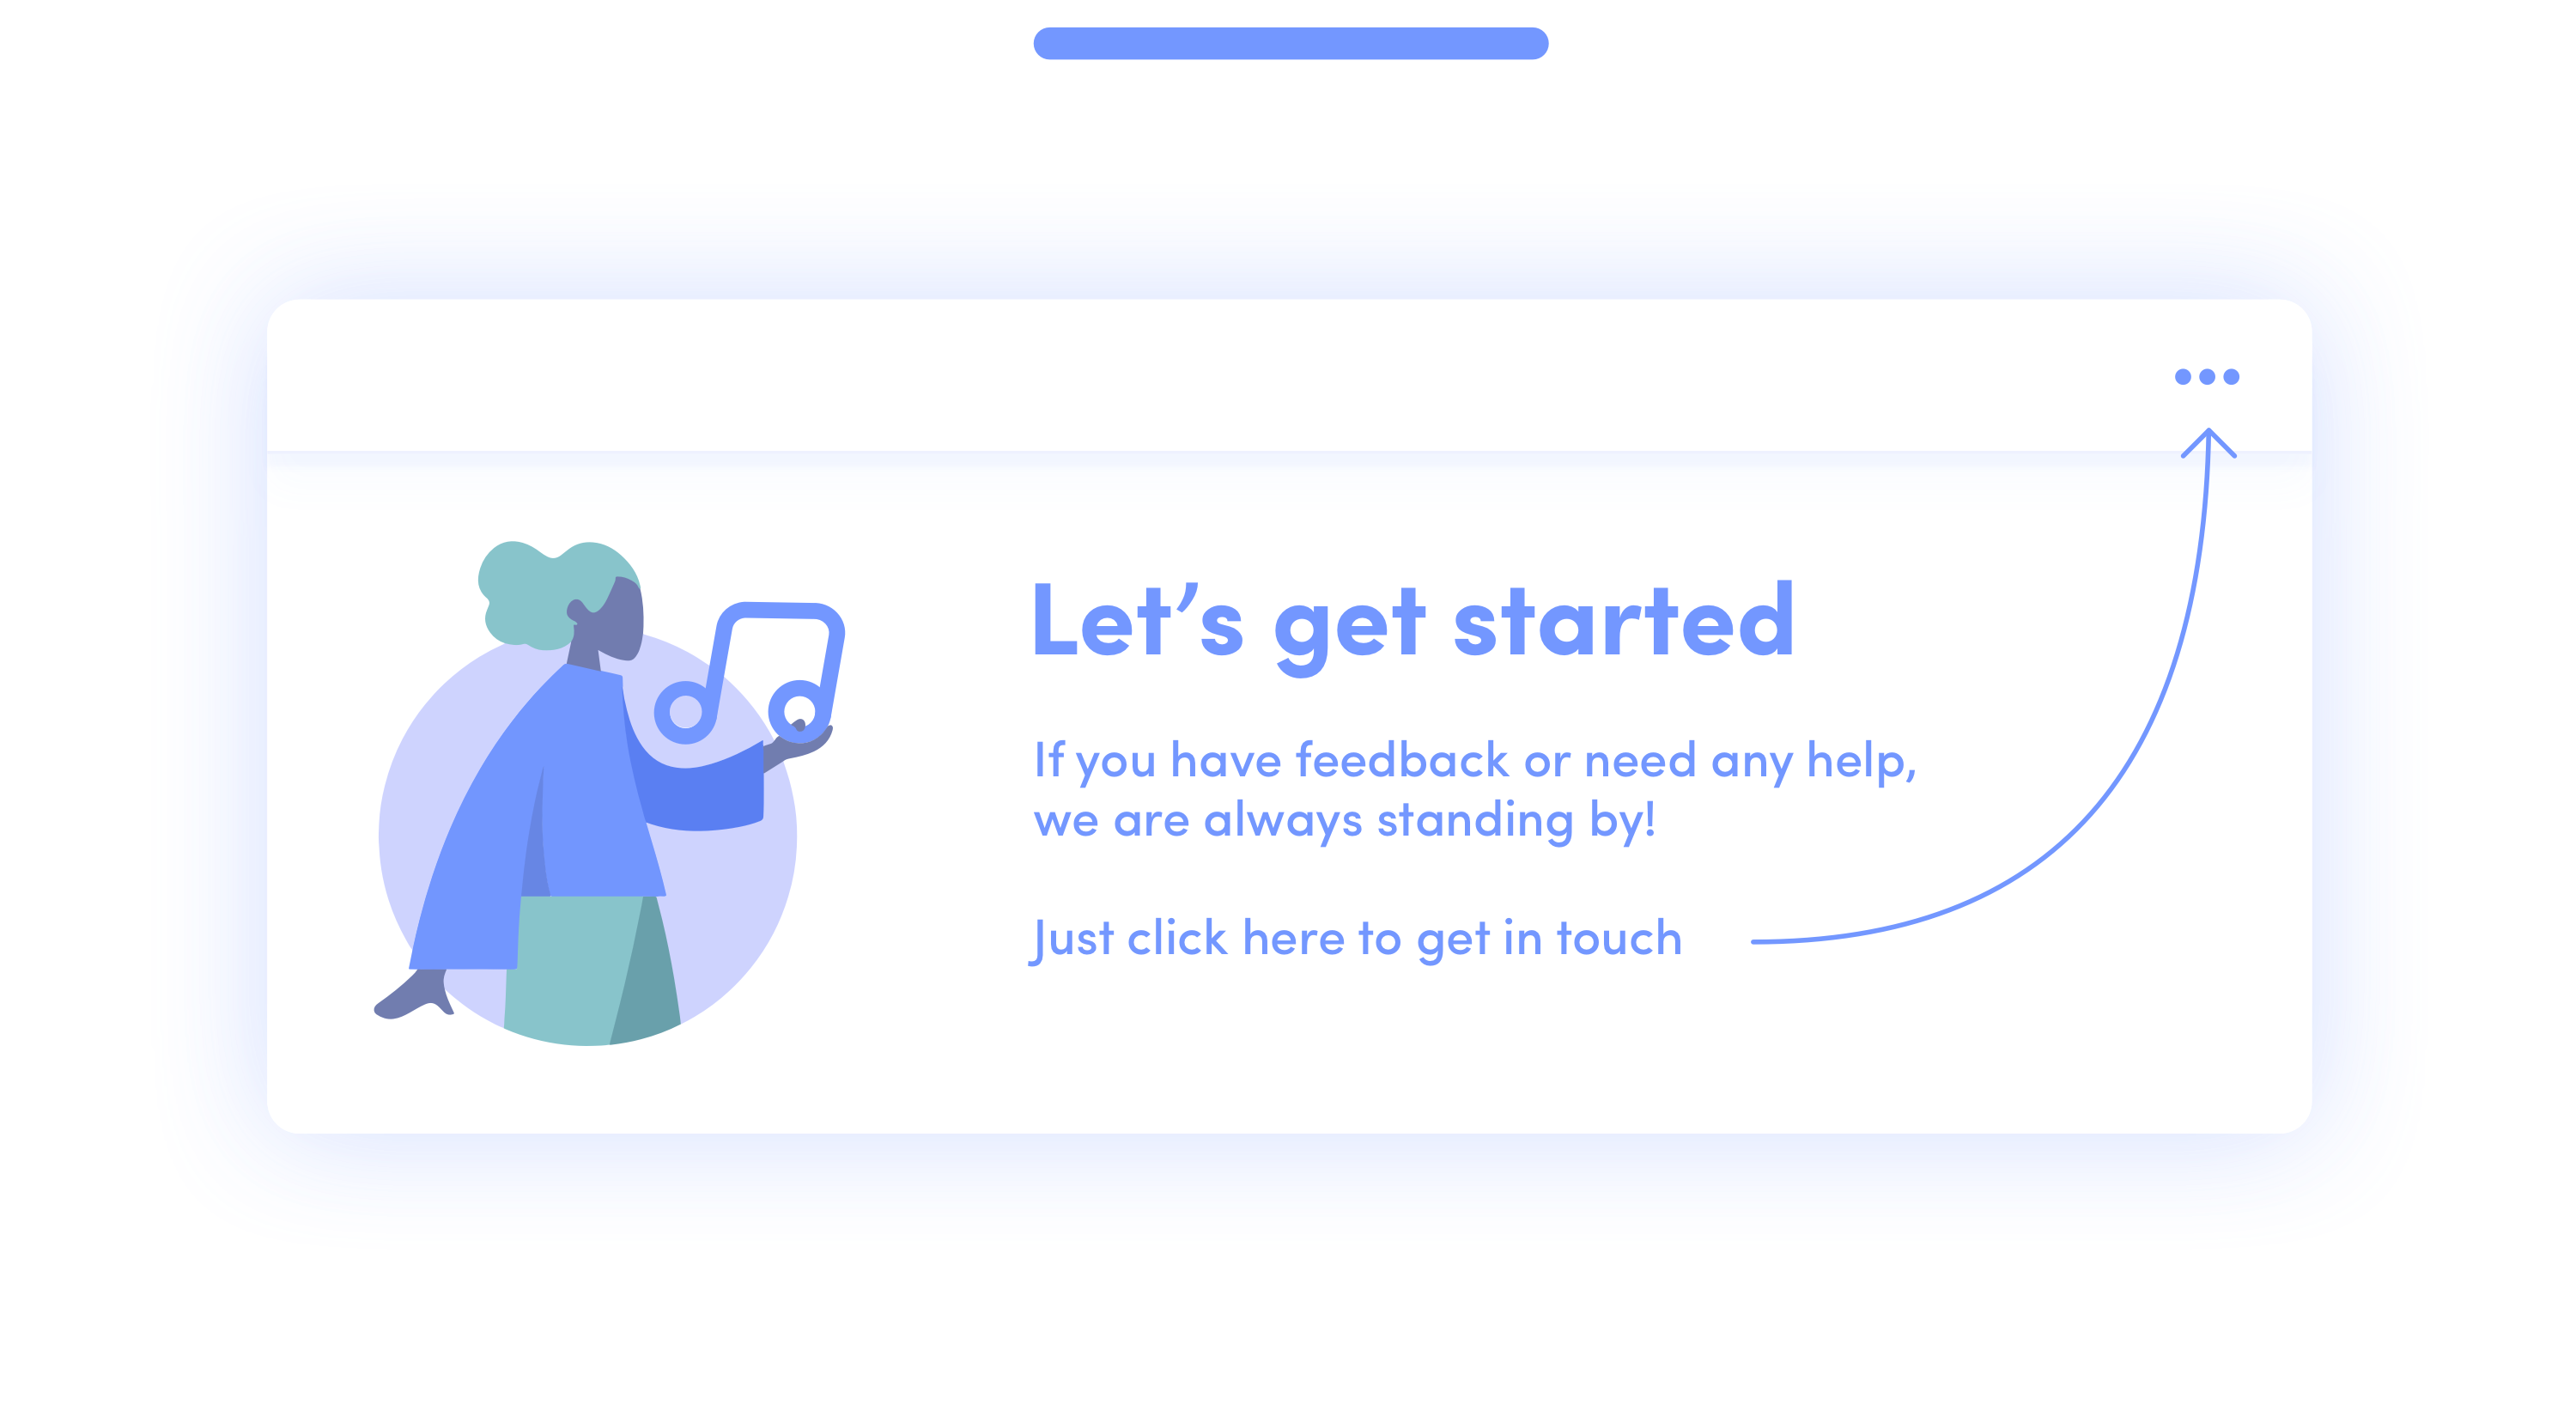 Let’s get started
If you have feedback or need any help,
we are always standing by!
Just click here to get in touch